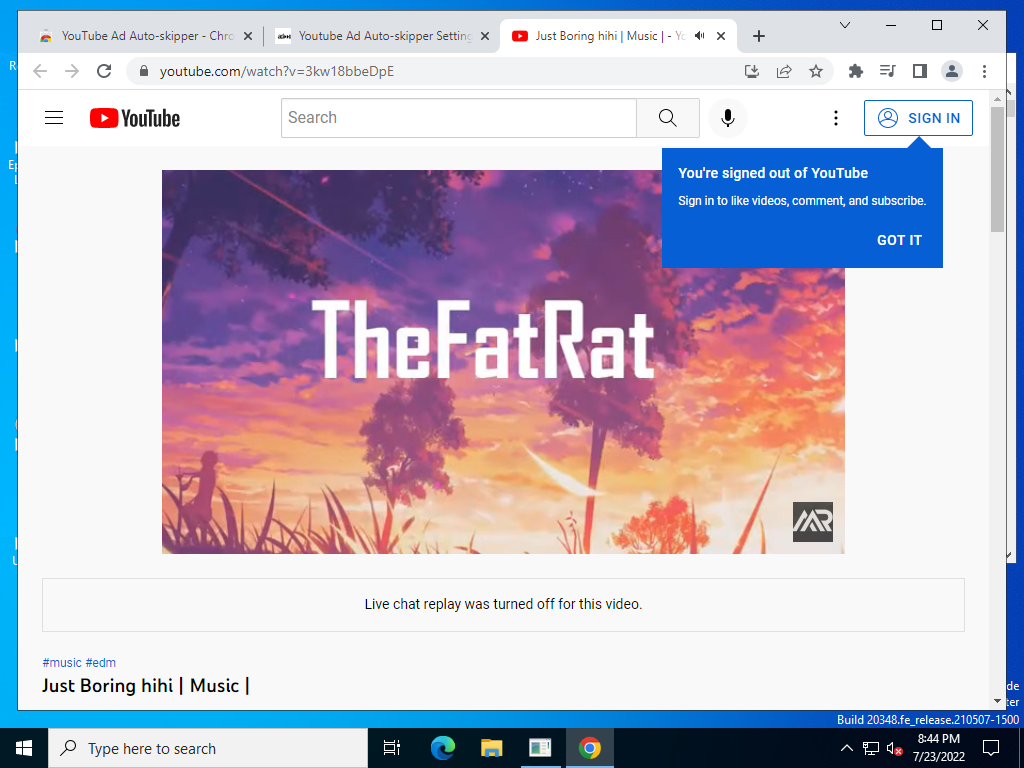 YouTube Ad Auto-skipper - Chro
Youtube Ad Auto-skipper Setting
Just Boring hihi | Music | - Yo
youtube.com/watch?v=3kw18bbeDpE
YouTube
Search
SIGN IN
You're signed out of YouTube
Sign in to like videos, comment, and subscribe.
GOT IT
TheFatRat
MR
Live chat replay was turned off for this video.
#music #edm
Just Boring hihi | Music |
Build 20348.fe_release.210507-1500
Type here to search
8:44 PM
7/23/2022